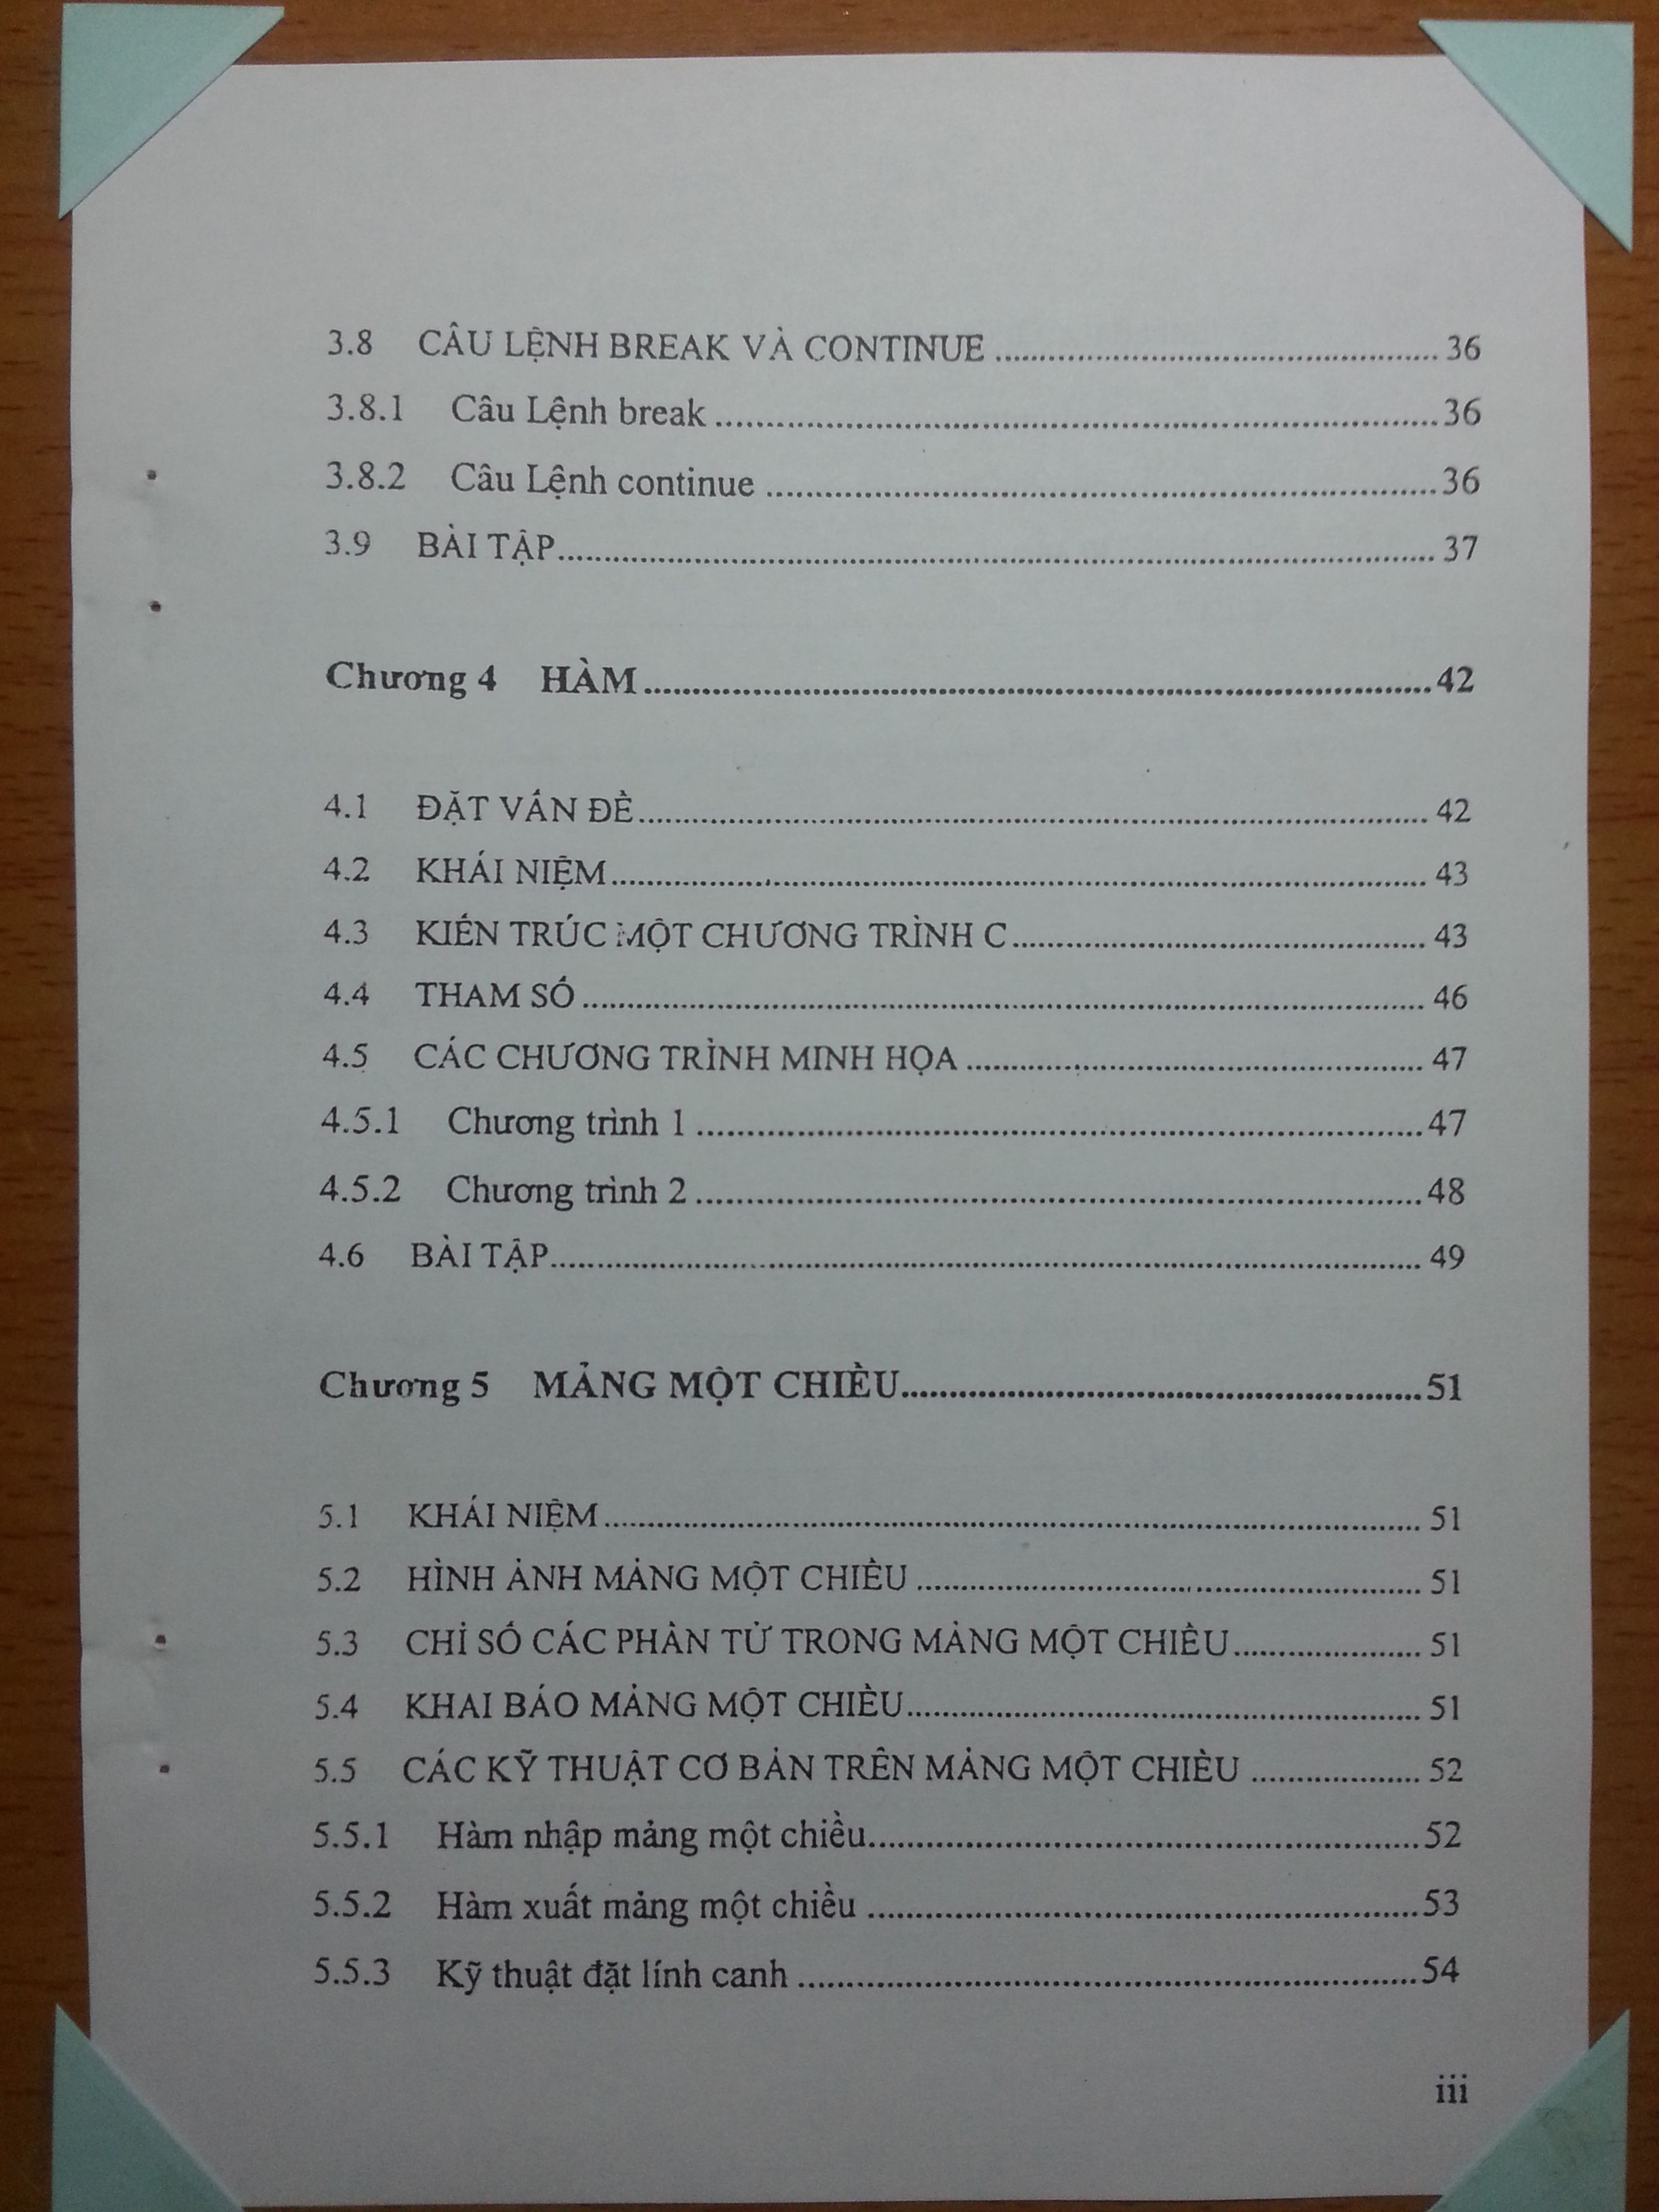 3.8 CÂU LỆNH BREAK VÀ CONTINUE ........ 36
3.8.1 Câu Lệnh break ........ 36
3.8.2 Câu Lệnh continue ........ 36
3.9 BÀI TẬP ........ 37
Chương 4 HÀM ........ 42
4.1 ĐẶT VẤN ĐỀ ........ 42
4.2 KHÁI NIỆM ........ 43
4.3 KIẾN TRÚC MỘT CHƯƠNG TRÌNH C ........ 43
4.4 THAM SỐ ........ 46
4.5 CÁC CHƯƠNG TRÌNH MINH HỌA ........ 47
4.5.1 Chương trình 1 ........ 47
4.5.2 Chương trình 2 ........ 48
4.6 BÀI TẬP ........ 49
Chương 5 MẢNG MỘT CHIỀU ........ 51
5.1 KHÁI NIỆM ........ 51
5.2 HÌNH ẢNH MẢNG MỘT CHIỀU ........ 51
5.3 CHỈ SỐ CÁC PHẦN TỬ TRONG MẢNG MỘT CHIỀU ........ 51
5.4 KHAI BÁO MẢNG MỘT CHIỀU ........ 51
5.5 CÁC KỸ THUẬT CƠ BẢN TRÊN MẢNG MỘT CHIỀU ........ 52
5.5.1 Hàm nhập mảng một chiều ........ 52
5.5.2 Hàm xuất mảng một chiều ........ 53
5.5.3 Kỹ thuật đặt lính canh ........ 54
iii